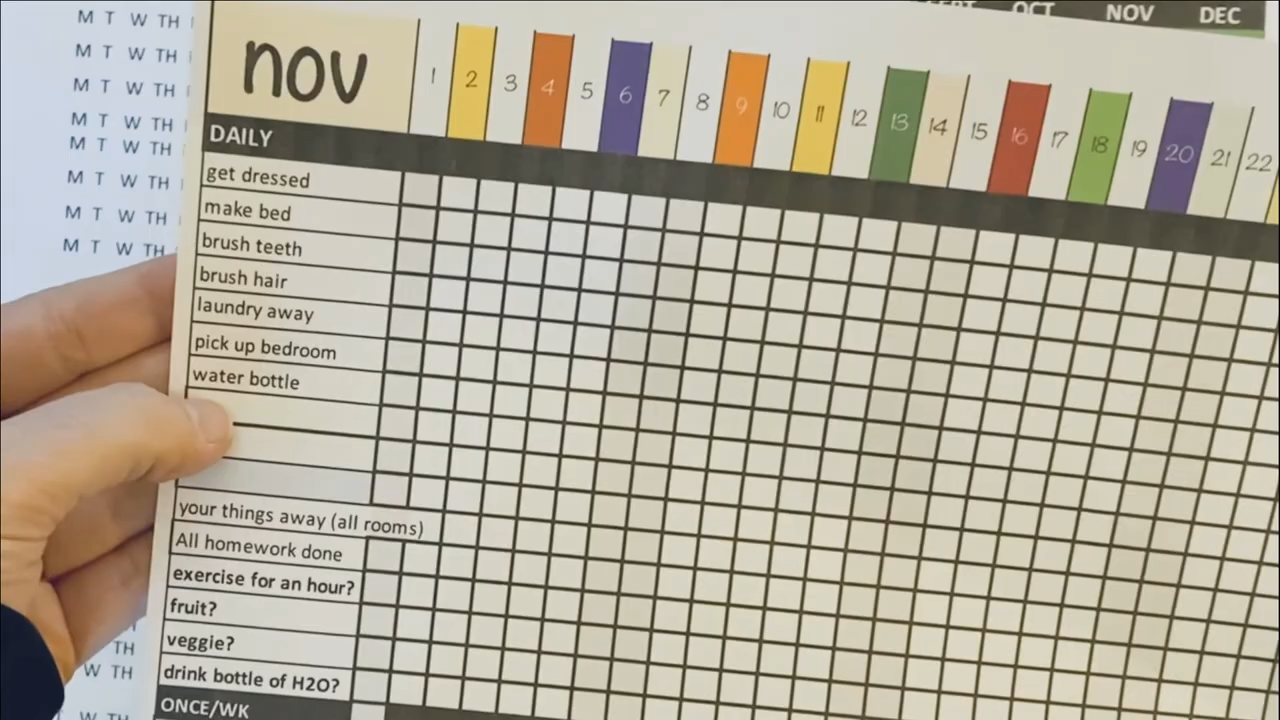 OCT NOV DEC
M T W TH
M T W TH
M T W TH
M T W TH
M T W TH
M T W TH
M T W TH
M T W TH
nov 1 2 3 4 5 6 7 8 9 10 11 12 13 14 15 16 17 18 19 20 21 22
DAILY
get dressed
make bed
brush teeth
brush hair
laundry away
pick up bedroom
water bottle
your things away (all rooms)
All homework done
exercise for an hour?
fruit?
veggie?
drink bottle of H2O?
ONCE/WK
TH
W TH
W TH